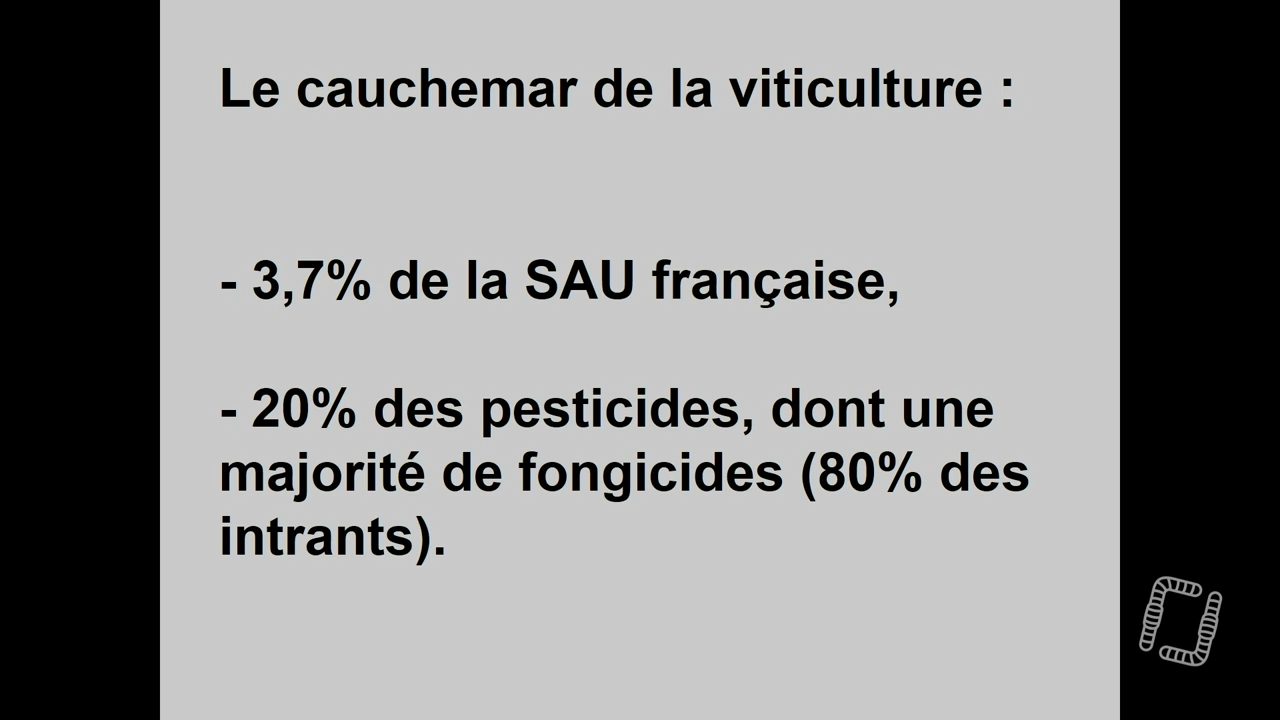 Le cauchemar de la viticulture :
- 3,7% de la SAU française,
- 20% des pesticides, dont une
majorité de fongicides (80% des
intrants).